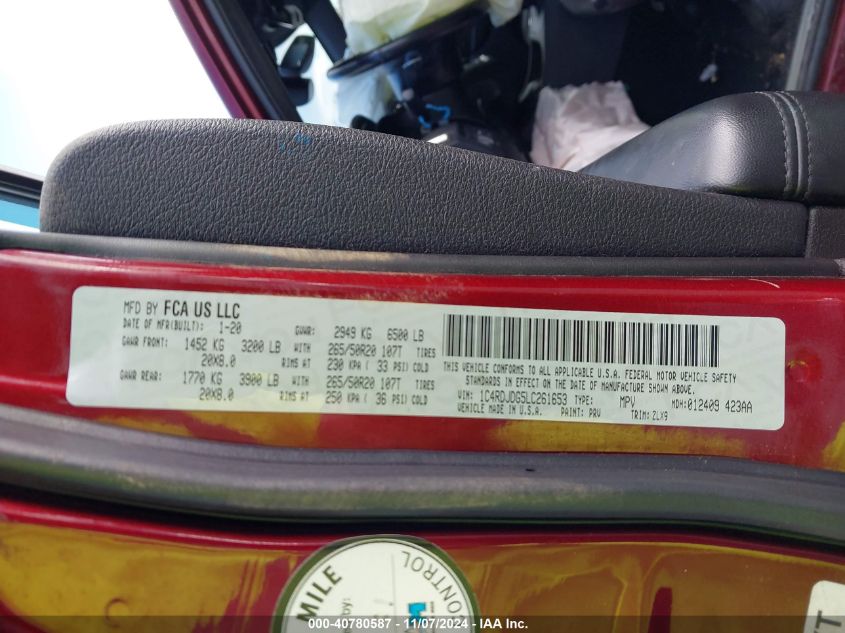 MFD BY FCA US LLC
DATE OF MFR(BUILT): 1-20 GVWR: 2949 KG 6500 LB
GAWR FRONT: 1452 KG 3200 LB WITH 265/50R20 107T TIRES
20X8.0 RIMS AT 230 KPA ( 33 PSI) COLD
GAWR REAR: 1770 KG 3900 LB WITH 265/50R20 107T TIRES
20X8.0 RIMS AT 250 KPA ( 36 PSI) COLD
THIS VEHICLE CONFORMS TO ALL APPLICABLE U.S.A. FEDERAL MOTOR VEHICLE SAFETY
STANDARDS IN EFFECT ON THE DATE OF MANUFACTURE SHOWN ABOVE.
VIN: 1C4RDJDG5LC261653 TYPE: MPV MDH:012409 423AA
VEHICLE MADE IN U.S.A. PAINT: PRV TRIM: ZLX9
MILE
CONTROL
by:
T
000-40780587 - 11/07/2024 - IAA Inc.